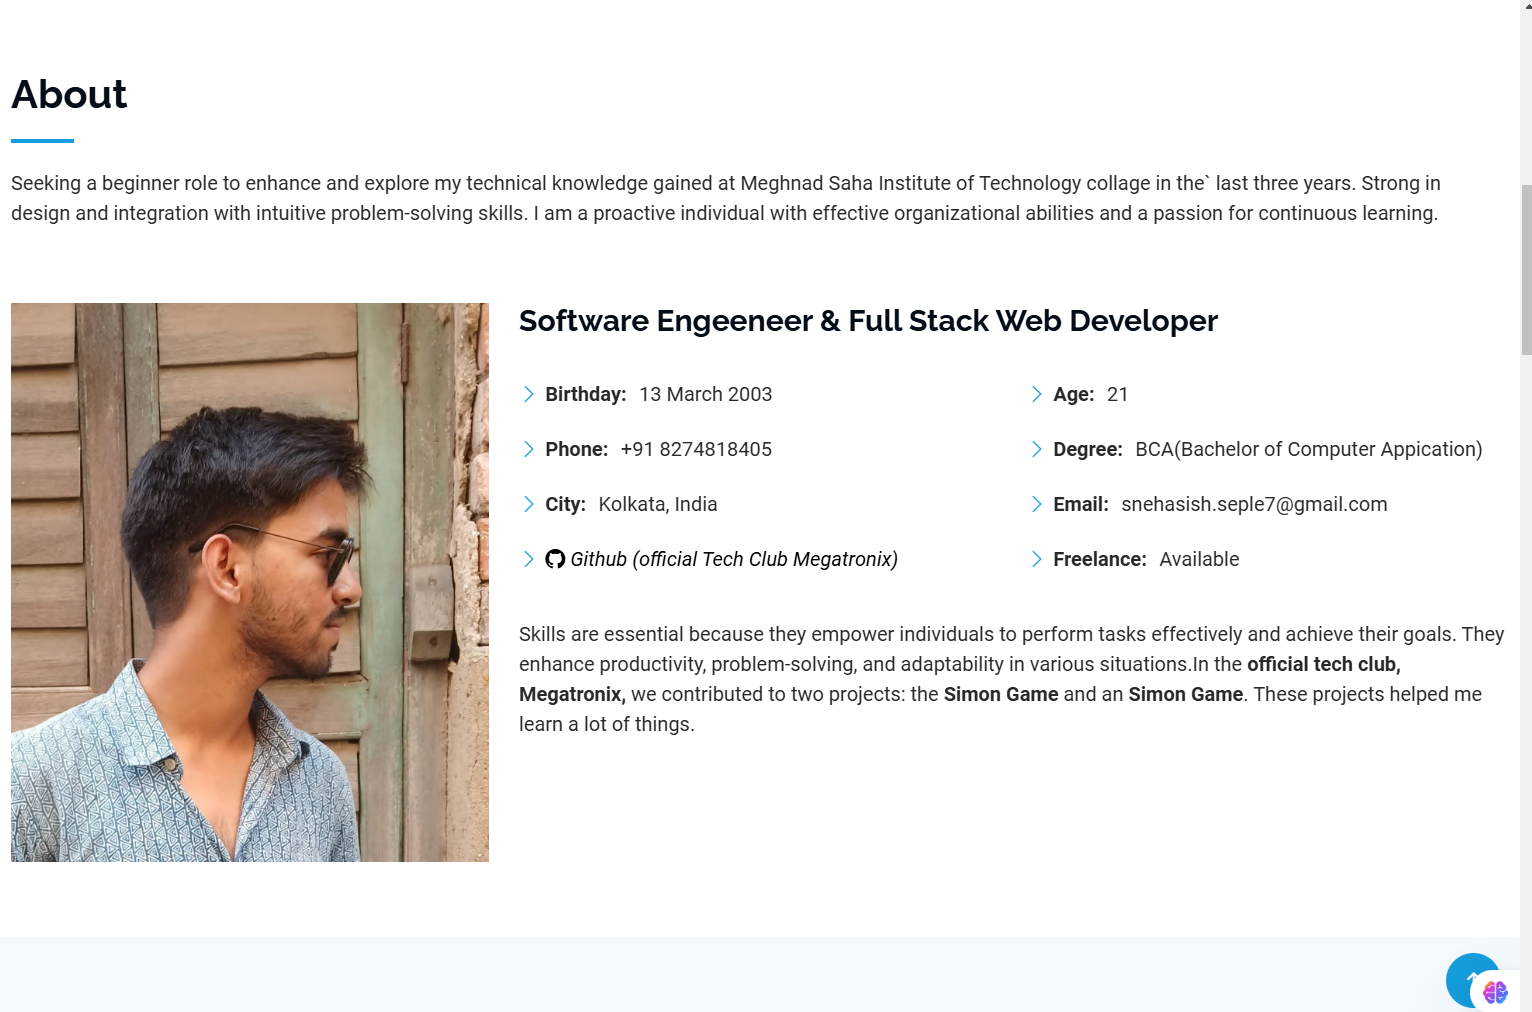 About
Seeking a beginner role to enhance and explore my technical knowledge gained at Meghnad Saha Institute of Technology collage in the` last three years. Strong in
design and integration with intuitive problem-solving skills. I am a proactive individual with effective organizational abilities and a passion for continuous learning.
Software Engeeneer & Full Stack Web Developer
Birthday: 13 March 2003
Age: 21
Phone: +91 8274818405
Degree: BCA(Bachelor of Computer Appication)
City: Kolkata, India
Email: snehasish.seple7@gmail.com
Github (official Tech Club Megatronix)
Freelance: Available
Skills are essential because they empower individuals to perform tasks effectively and achieve their goals. They
enhance productivity, problem-solving, and adaptability in various situations.In the official tech club,
Megatronix, we contributed to two projects: the Simon Game and an Simon Game. These projects helped me
learn a lot of things.